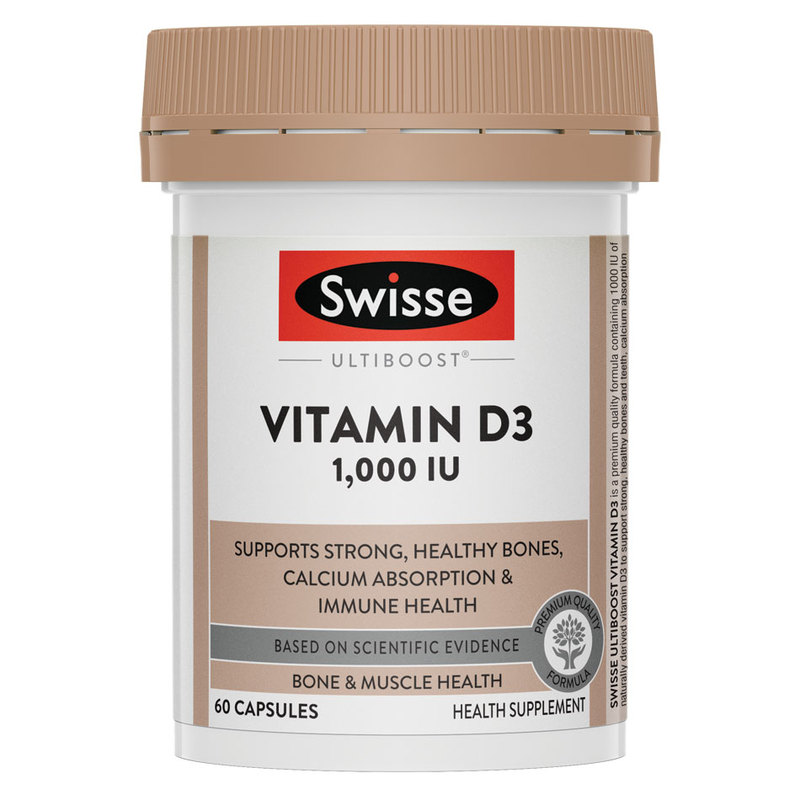 Swisse
ULTIBOOST®
VITAMIN D3
1,000 IU
SUPPORTS STRONG, HEALTHY BONES,
CALCIUM ABSORPTION &
IMMUNE HEALTH
BASED ON SCIENTIFIC EVIDENCE
PREMIUM QUALITY
FORMULA
BONE & MUSCLE HEALTH
60 CAPSULES
HEALTH SUPPLEMENT
SWISSE ULTIBOOST VITAMIN D3 is a premium quality formula containing 1000 IU of
naturally derived vitamin D3 to support strong, healthy bones and teeth, calcium absorption